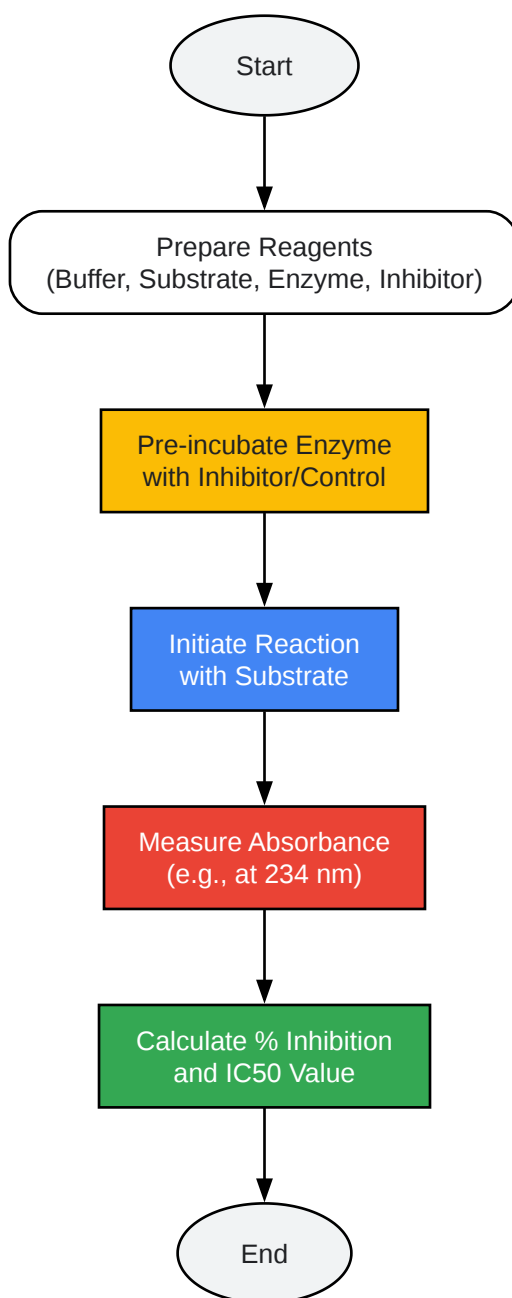 Start
Prepare Reagents
(Buffer, Substrate, Enzyme, Inhibitor)
Pre-incubate Enzyme
with Inhibitor/Control
Initiate Reaction
with Substrate
Measure Absorbance
(e.g., at 234 nm)
Calculate % Inhibition
and IC50 Value
End